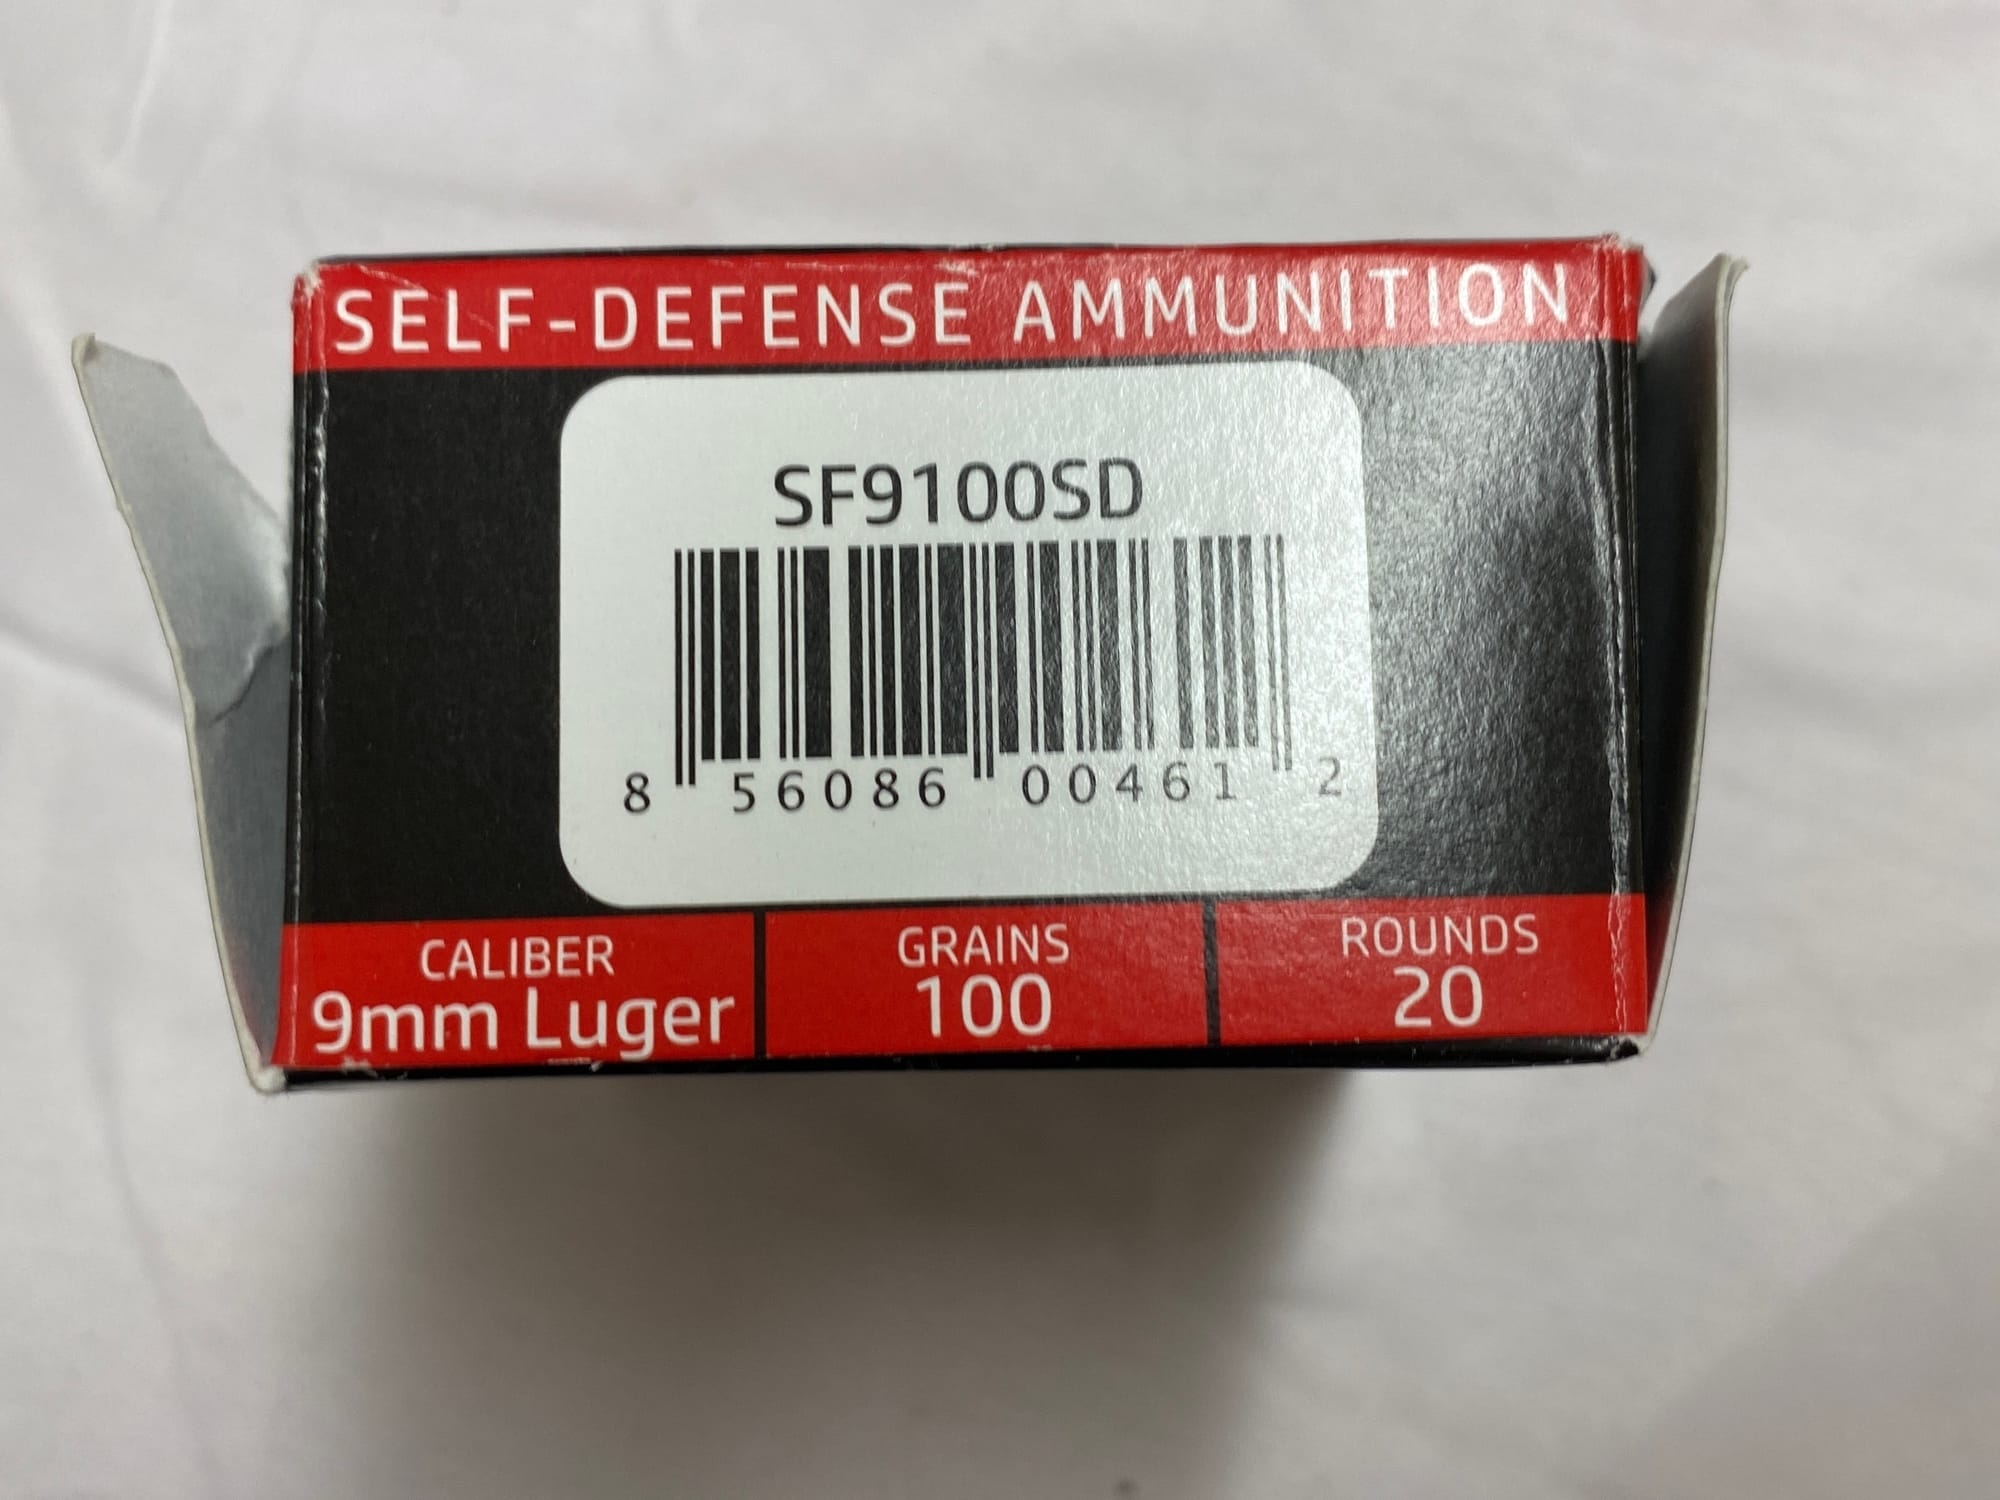 SELF-DEFENSE AMMUNITION
SF9100SD
8 56086 00461 2
CALIBER
9mm Luger
GRAINS
100
ROUNDS
20